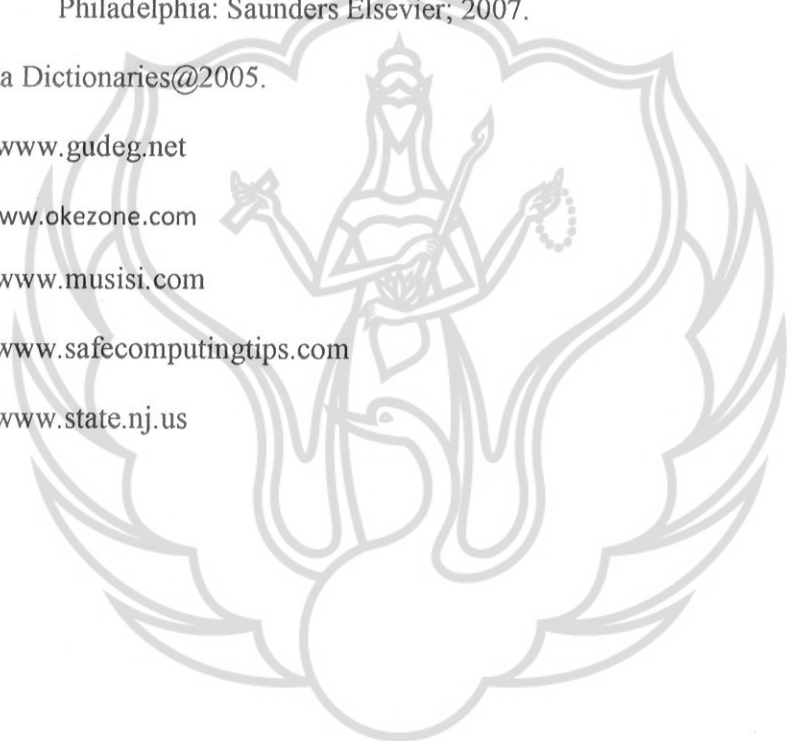 Philadelphia: Saunders Elsevier; 2007.
a Dictionaries@2005.
www.gudeg.net
ww.okezone.com
www.musisi.com
www.safecomputingtips.com
www.state.nj.us